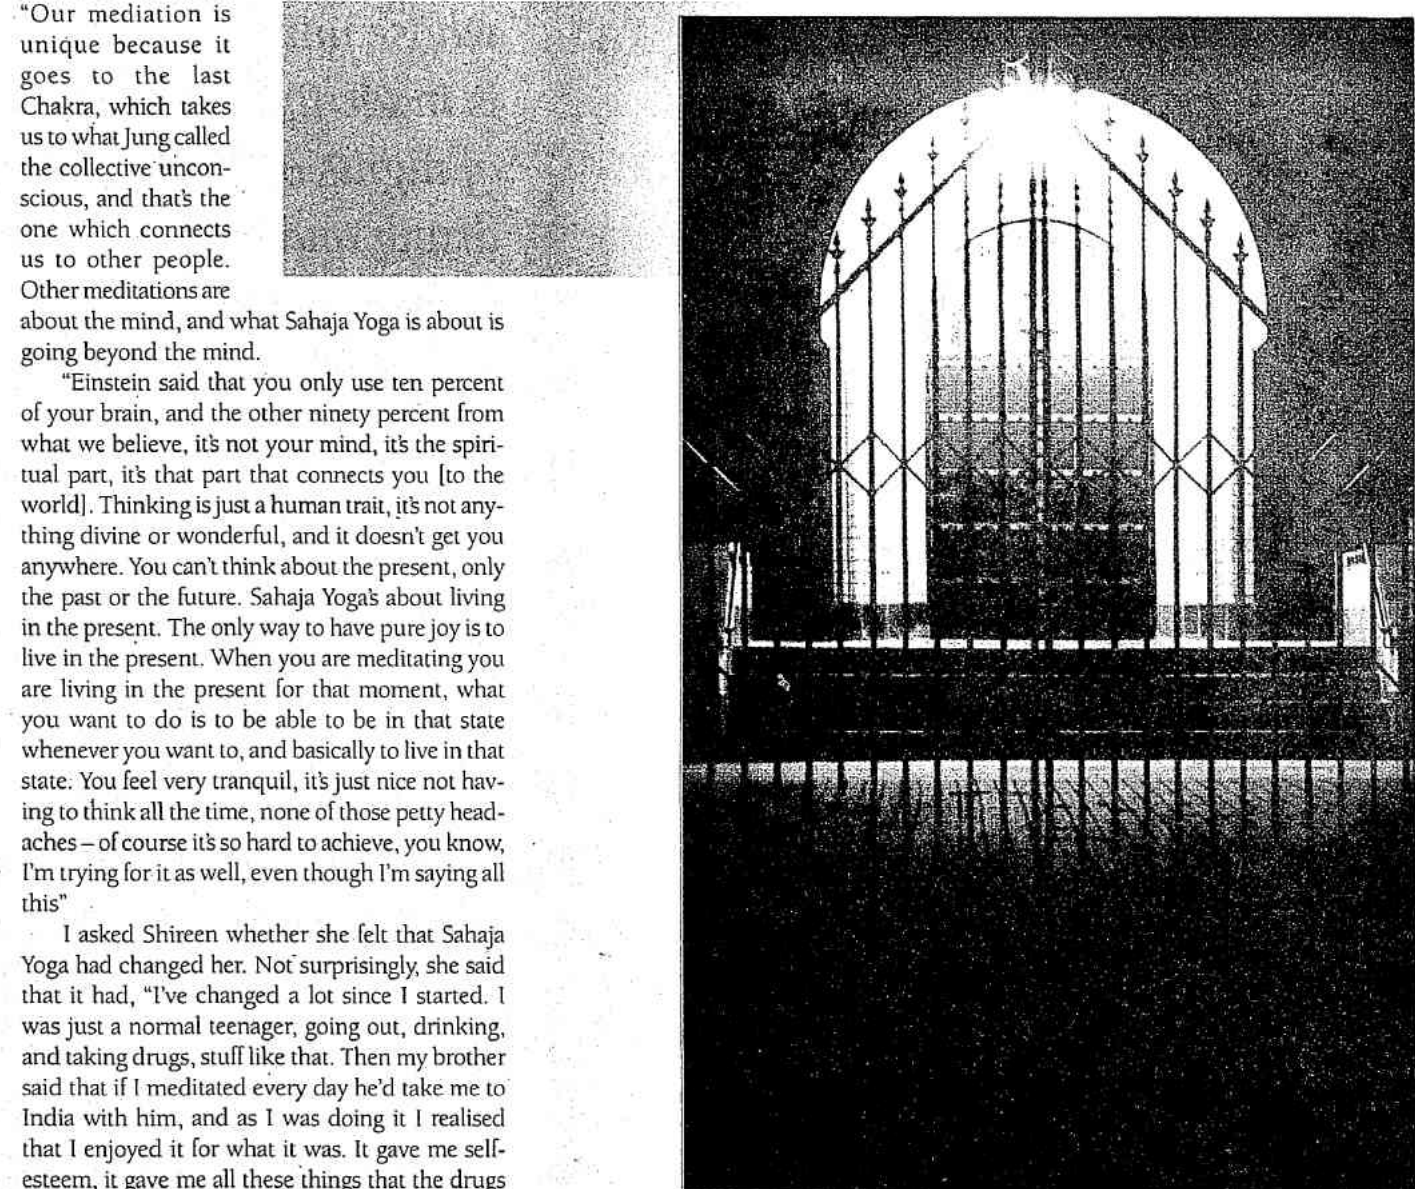 “Our mediation is
unique because it
goes to the last
Chakra, which takes
us to what Jung called
the collective uncon-
scious, and that's the
one which connects
us to other people.
Other meditations are
about the mind, and what Sahaja Yoga is about is
going beyond the mind.
“Einstein said that you only use ten percent
of your brain, and the other ninety percent from
what we believe, it's not your mind, it's the spiri-
tual part, it's that part that connects you [to the
world]. Thinking is just a human trait, it's not any-
thing divine or wonderful, and it doesn't get you
anywhere. You can't think about the present, only
the past or the future. Sahaja Yoga's about living
in the present. The only way to have pure joy is to
live in the present. When you are meditating you
are living in the present for that moment, what
you want to do is to be able to be in that state
whenever you want to, and basically to live in that
state. You feel very tranquil, it's just nice not hav-
ing to think all the time, none of those petty head-
aches – of course it's so hard to achieve, you know,
I'm trying for it as well, even though I'm saying all
this”
I asked Shireen whether she felt that Sahaja
Yoga had changed her. Not surprisingly, she said
that it had, “I've changed a lot since I started. I
was just a normal teenager, going out, drinking,
and taking drugs, stuff like that. Then my brother
said that if I meditated every day he'd take me to
India with him, and as I was doing it I realised
that I enjoyed it for what it was. It gave me self-
esteem, it gave me all these things that the drugs